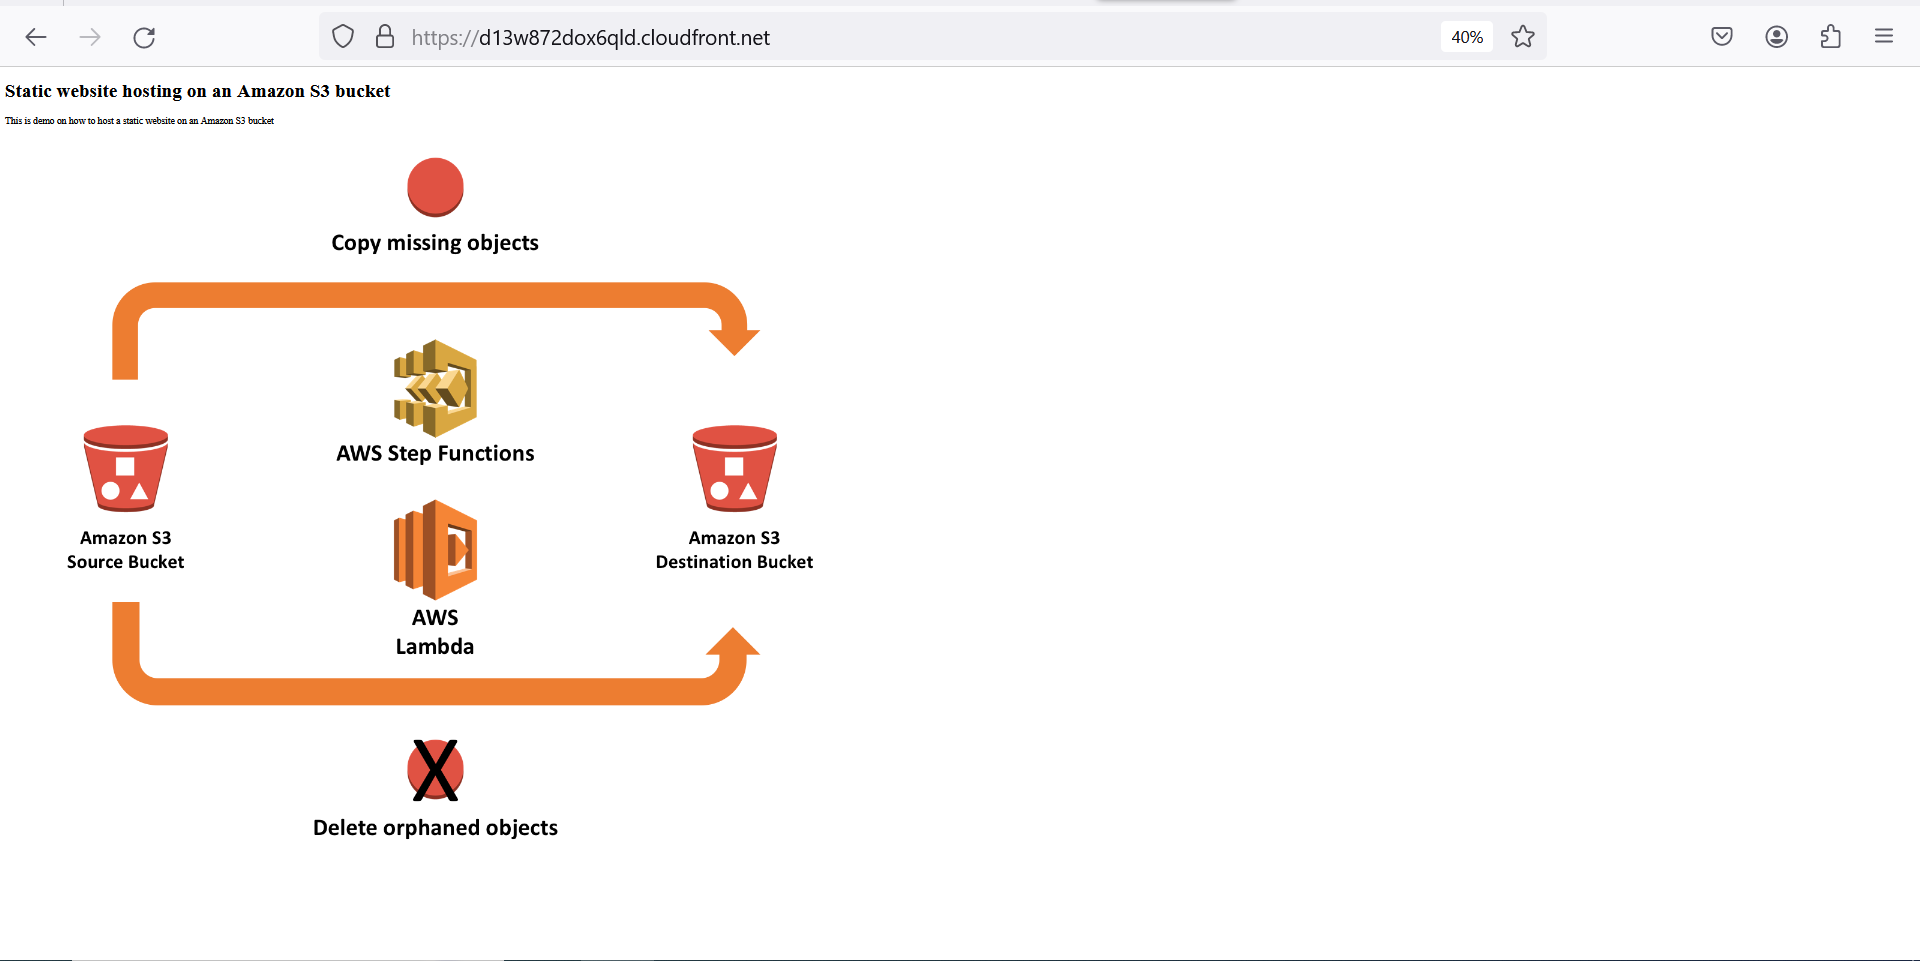 https://d13w872dox6qld.cloudfront.net
40%
Static website hosting on an Amazon S3 bucket
This is demo on how to host a static website on an Amazon S3 bucket
Copy missing objects
AWS Step Functions
Amazon S3
Source Bucket
Amazon S3
Destination Bucket
AWS
Lambda
X
Delete orphaned objects